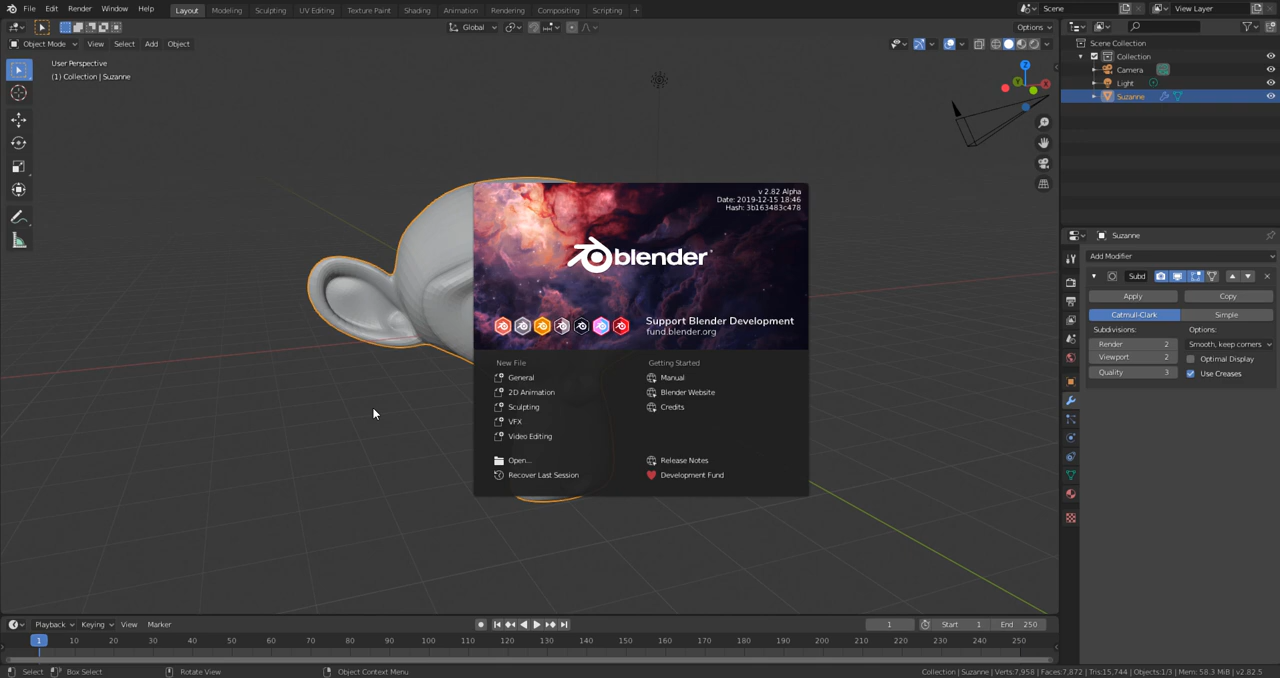 File Edit Render Window Help Layout Modeling Sculpting UV Editing Texture Paint Shading Animation Rendering Compositing Scripting + Scene View Layer
Global Options
Object Mode View Select Add Object
User Perspective
(1) Collection | Suzanne
Z
Y
X
Scene Collection
Collection
Camera
Light
Suzanne
Suzanne
Add Modifier
Subd
Apply Copy
Catmull-Clark Simple
Subdivisions: Options:
Render 2 Smooth, keep corners
Viewport 2 Optimal Display
Quality 3 Use Creases
v 2.82 Alpha
Date: 2019-12-15 18:46
Hash: 3b163483c478
blender
Support Blender Development
fund.blender.org
New File Getting Started
General Manual
2D Animation Blender Website
Sculpting Credits
VFX
Video Editing
Open... Release Notes
Recover Last Session Development Fund
Playback Keying View Marker 1 Start 1 End 250
1 10 20 30 40 50 60 70 80 90 100 110 120 130 140 150 160 170 180 190 200 210 220 230 240 250
Select Box Select Rotate View Object Context Menu Collection | Suzanne | Verts:7,958 | Faces:7,872 | Tris:15,744 | Objects:1/3 | Mem: 58.3 MiB | v2.82.5